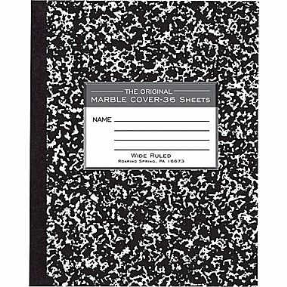 THE ORIGINAL
MARBLE COVER-36 SHEETS
NAME
WIDE RULED
ROARING SPRING, PA 16673